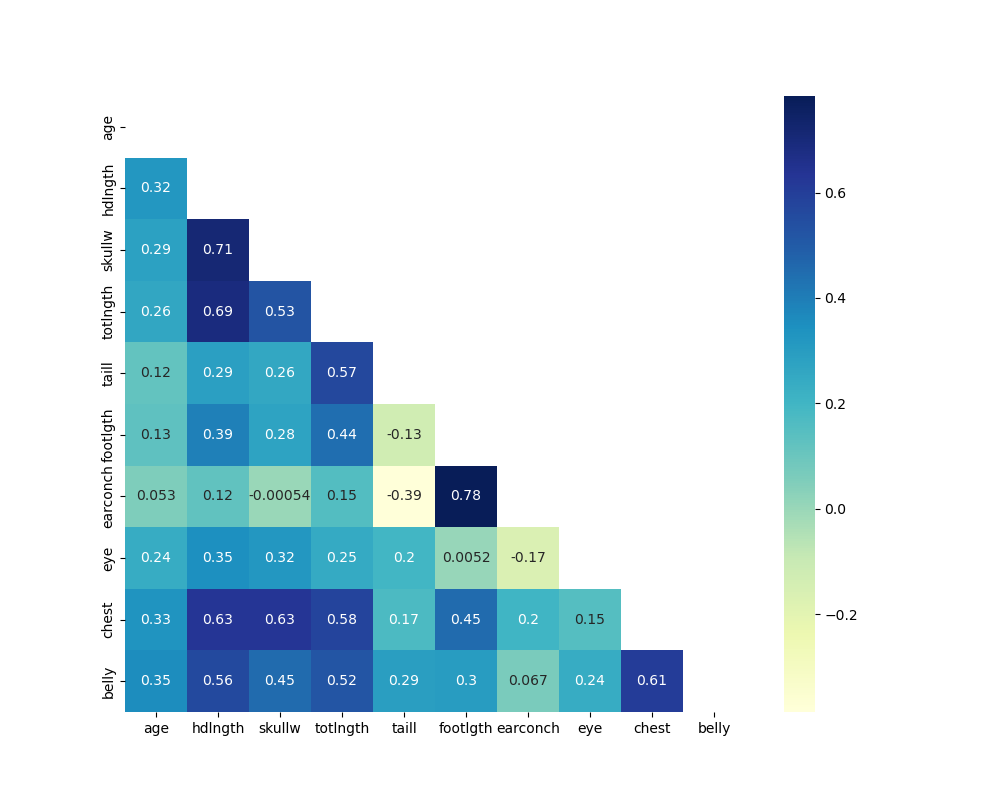 age
hdlngth 0.32
skullw 0.29 0.71
totlngth 0.26 0.69 0.53
taill 0.12 0.29 0.26 0.57
footlgth 0.13 0.39 0.28 0.44 -0.13
earconch 0.053 0.12 -0.00054 0.15 -0.39 0.78
eye 0.24 0.35 0.32 0.25 0.2 0.0052 -0.17
chest 0.33 0.63 0.63 0.58 0.17 0.45 0.2 0.15
belly 0.35 0.56 0.45 0.52 0.29 0.3 0.067 0.24 0.61
age hdlngth skullw totlngth taill footlgth earconch eye chest belly
0.6
0.4
0.2
0.0
−0.2